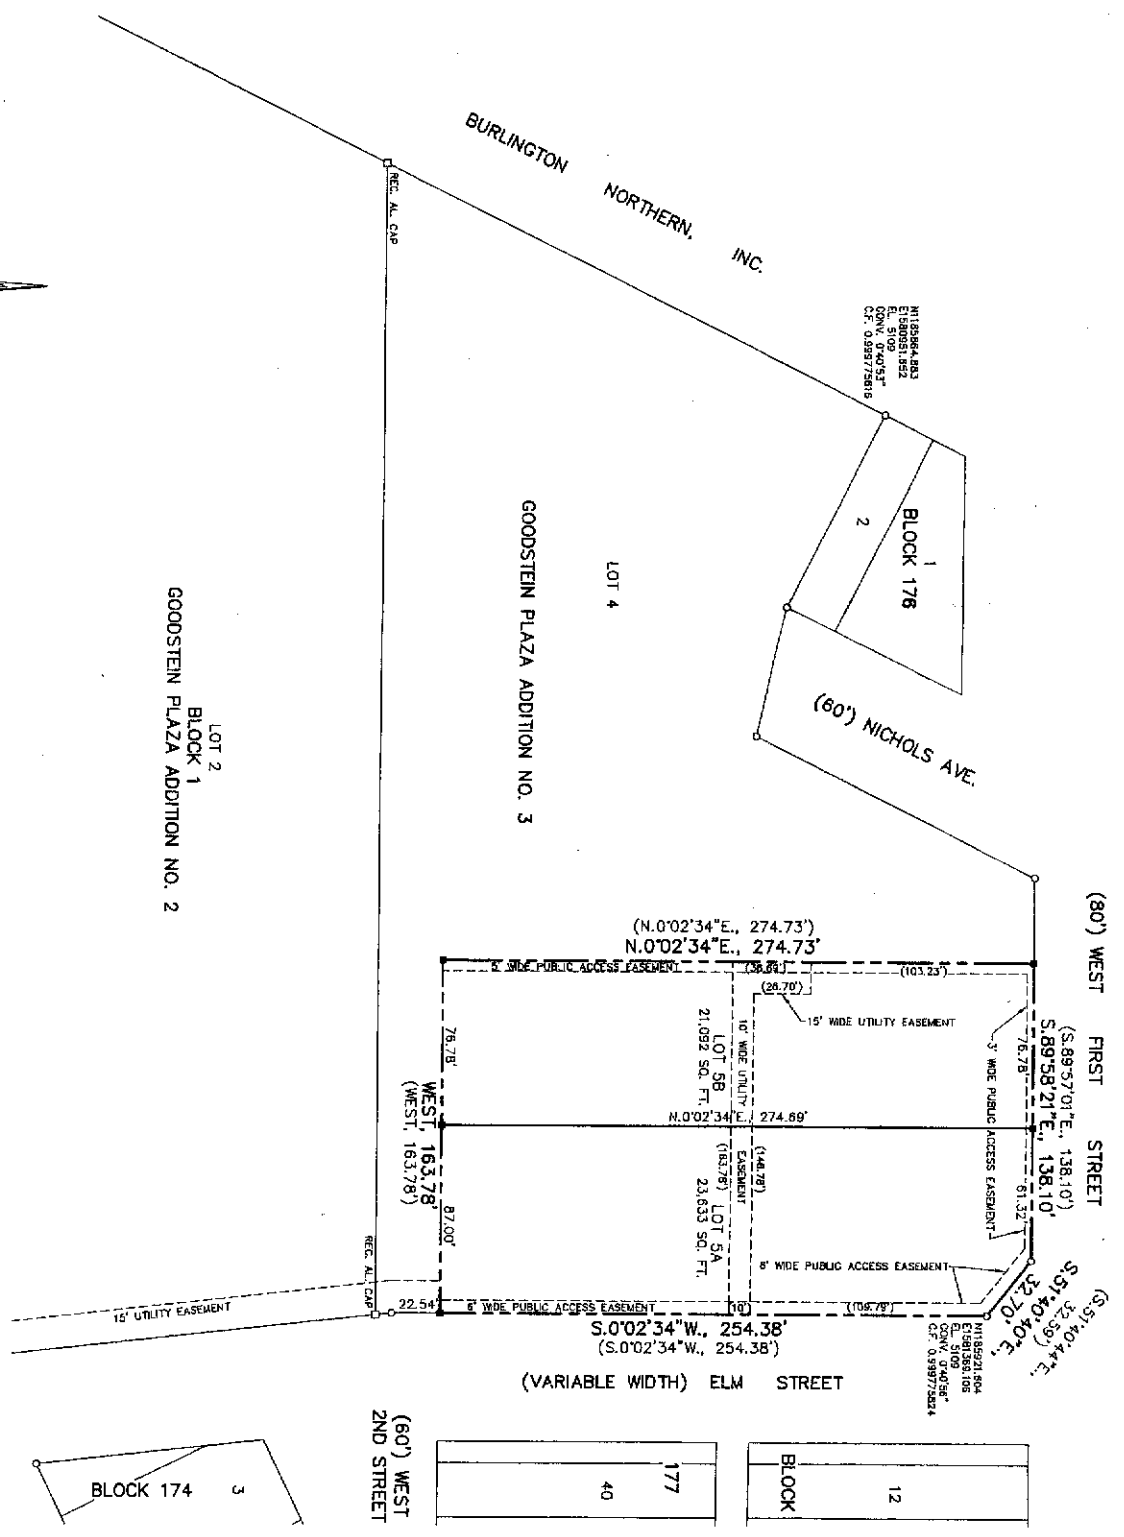 BURLINGTON NORTHERN, INC.
REC. AL. CAP
EL. 5109
CONV. 0°40'53"
C.F. 0.999775616
1
BLOCK 176
2
(60') NICHOLS AVE.
LOT 4
GOODSTEIN PLAZA ADDITION NO. 3
LOT 2
BLOCK 1
GOODSTEIN PLAZA ADDITION NO. 2
(80') WEST FIRST STREET
(S.89°57'01"E., 138.10')
S.89°58'21"E., 138.10'
76.78'
61.32'
3' WIDE PUBLIC ACCESS EASEMENT
(S.51°40'44"E., 32.59')
S.51°40'40"E., 32.70'
(N.0°02'34"E., 274.73')
N.0°02'34"E., 274.73'
5' WIDE PUBLIC ACCESS EASEMENT
(36.69')
(103.23')
(26.70')
15' WIDE UTILITY EASEMENT
10' WIDE UTILITY EASEMENT
LOT 5B
21,092 SQ. FT.
N.0°02'34"E., 274.69'
(148.78')
(163.78')
LOT 5A
23,633 SQ. FT.
76.78'
WEST, 163.78'
(WEST, 163.78')
87.00'
8' WIDE PUBLIC ACCESS EASEMENT
REC. AL. CAP
22.54'
6' WIDE PUBLIC ACCESS EASEMENT
(10')
(109.79')
15' UTILITY EASEMENT
S.0°02'34"W., 254.38'
(S.0°02'34"W., 254.38')
N1185921.604
E1581369.106
EL. 5109
CONV. 0°40'56"
C.F. 0.999775824
(VARIABLE WIDTH) ELM STREET
(60') WEST
2ND STREET
BLOCK 174
3
177
40
BLOCK
12